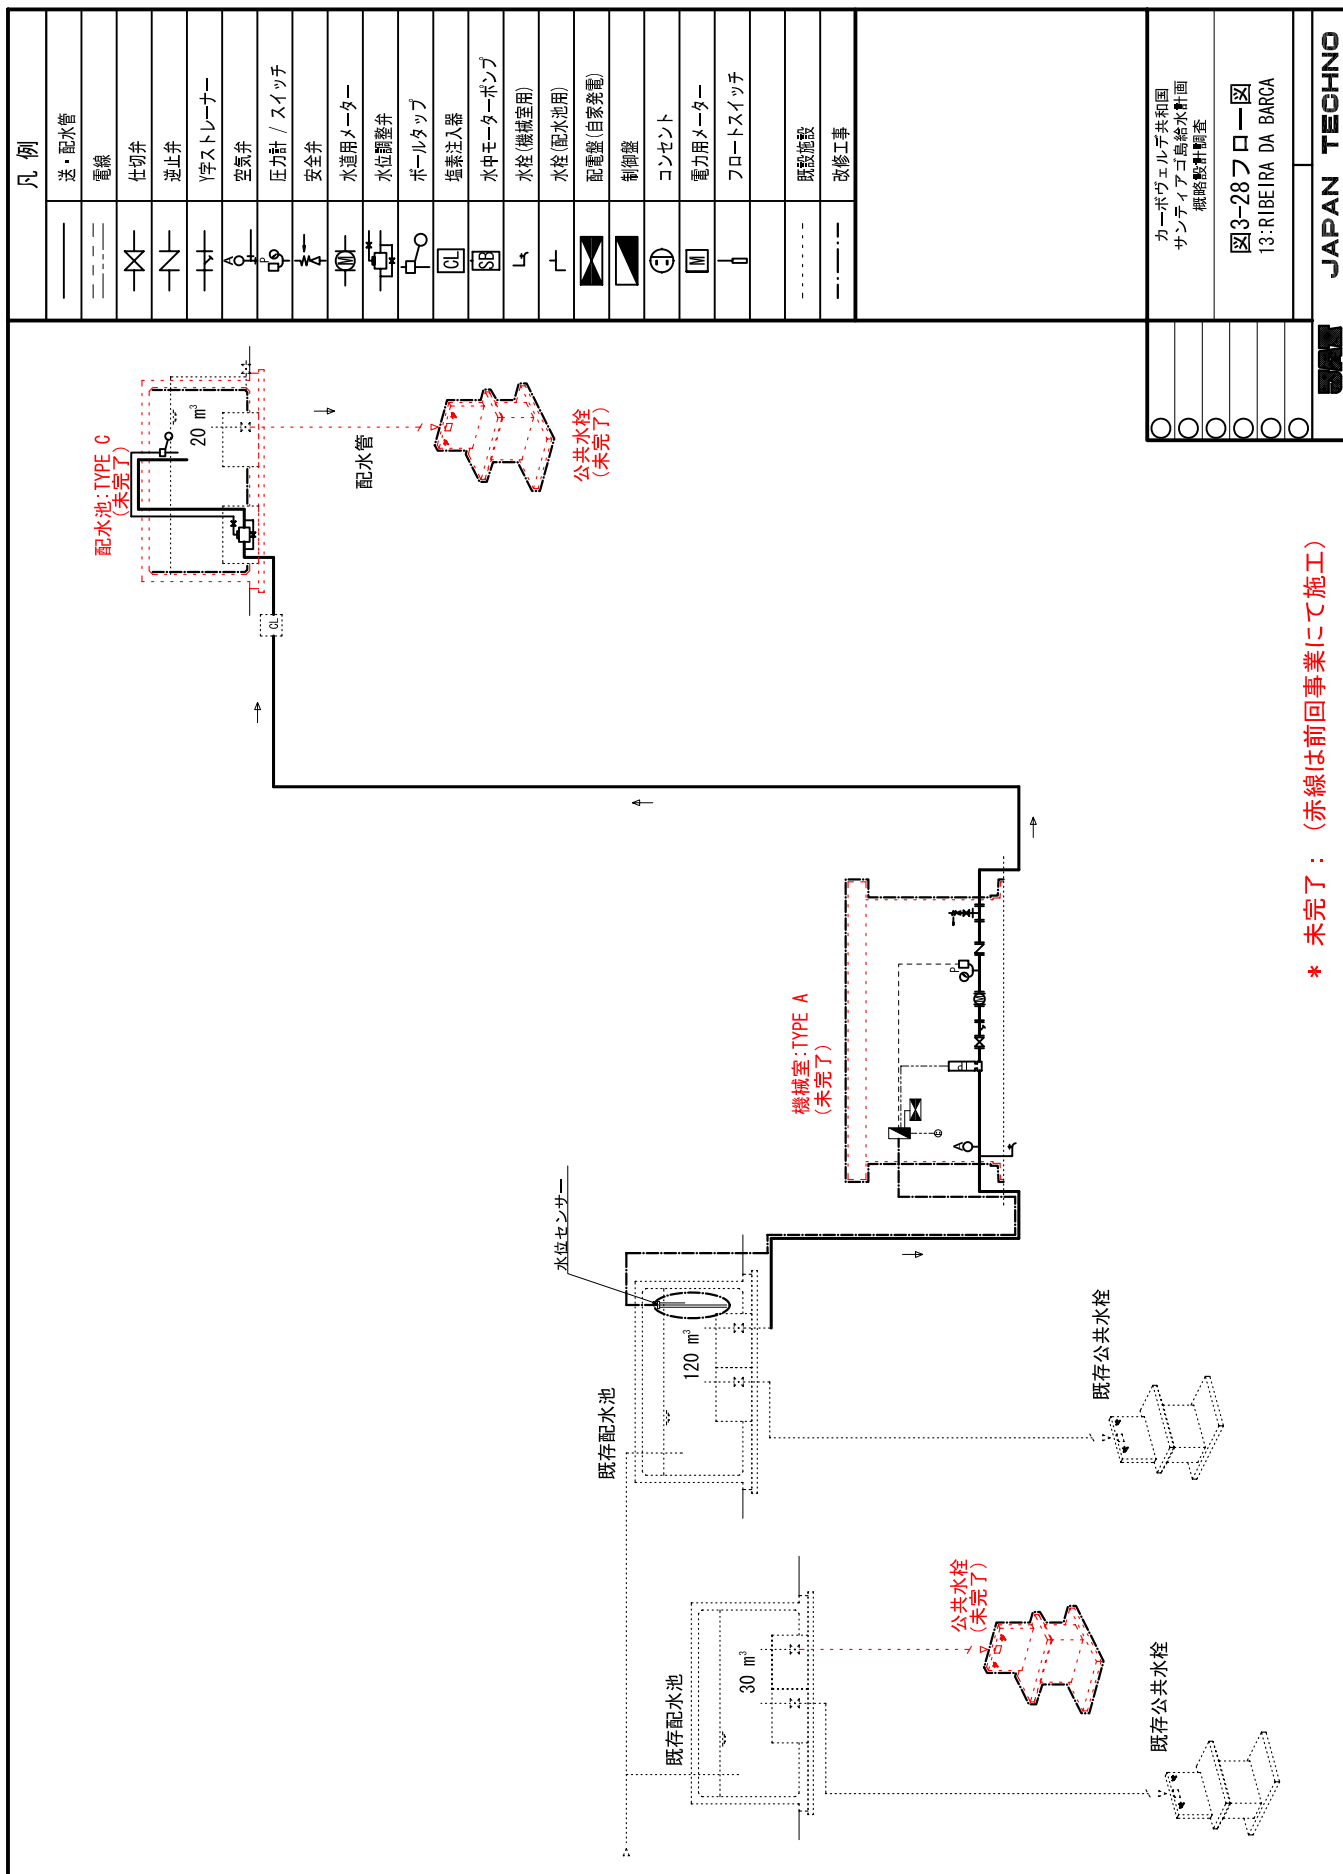 凡 例
送・配水管
電線
仕切弁
逆止弁
Y字ストレーナー
A
空気弁
P
圧力計 / スイッチ
安全弁
M
水道用メーター
水位調整弁
ボールタップ
CL
塩素注入器
SB
水中モーターポンプ
水栓(機械室用)
水栓(配水池用)
配電盤(自家発電)
制御盤
コンセント
M
電力用メーター
フロートスイッチ
既設施設
改修工事
カーボヴェルデ共和国
サンティアゴ島給水計画
概略設計調査
図3-28フロー図
13:RIBEIRA DA BARCA
JAPAN TECHNO
配水池:TYPE C
(未完了)
20 m³
CL
配水管
公共水栓
(未完了)
機械室:TYPE A
(未完了)
P
A
水位センサー
既存配水池
120 m³
既存公共水栓
既存配水池
30 m³
公共水栓
(未完了)
既存公共水栓
* 未完了: (赤線は前回事業にて施工)